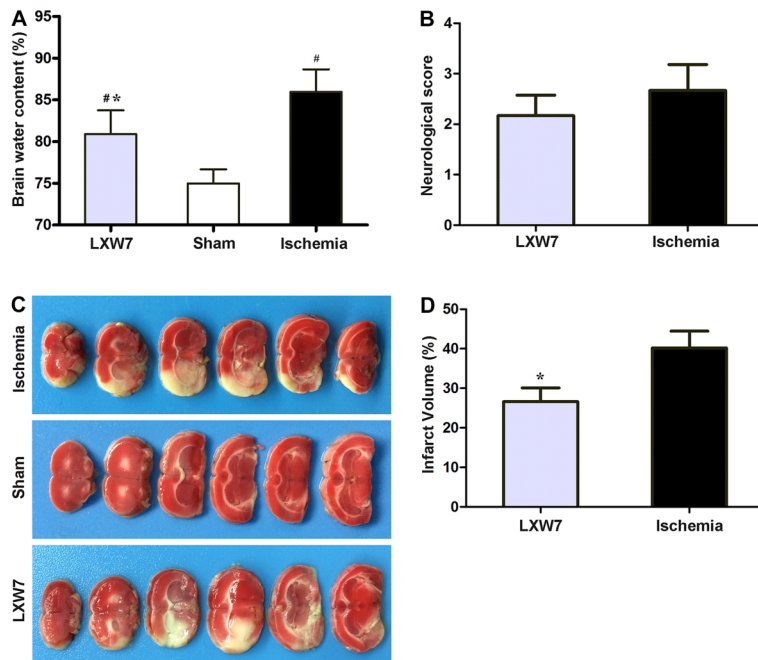 A
Brain water content (%)
95
90
85
80
75
70
# *
#
LXW7 Sham Ischemia
B
Neurological score
4
3
2
1
0
LXW7 Ischemia
C
Ischemia
Sham
LXW7
D
Infarct Volume (%)
50
40
30
20
10
0
*
LXW7 Ischemia